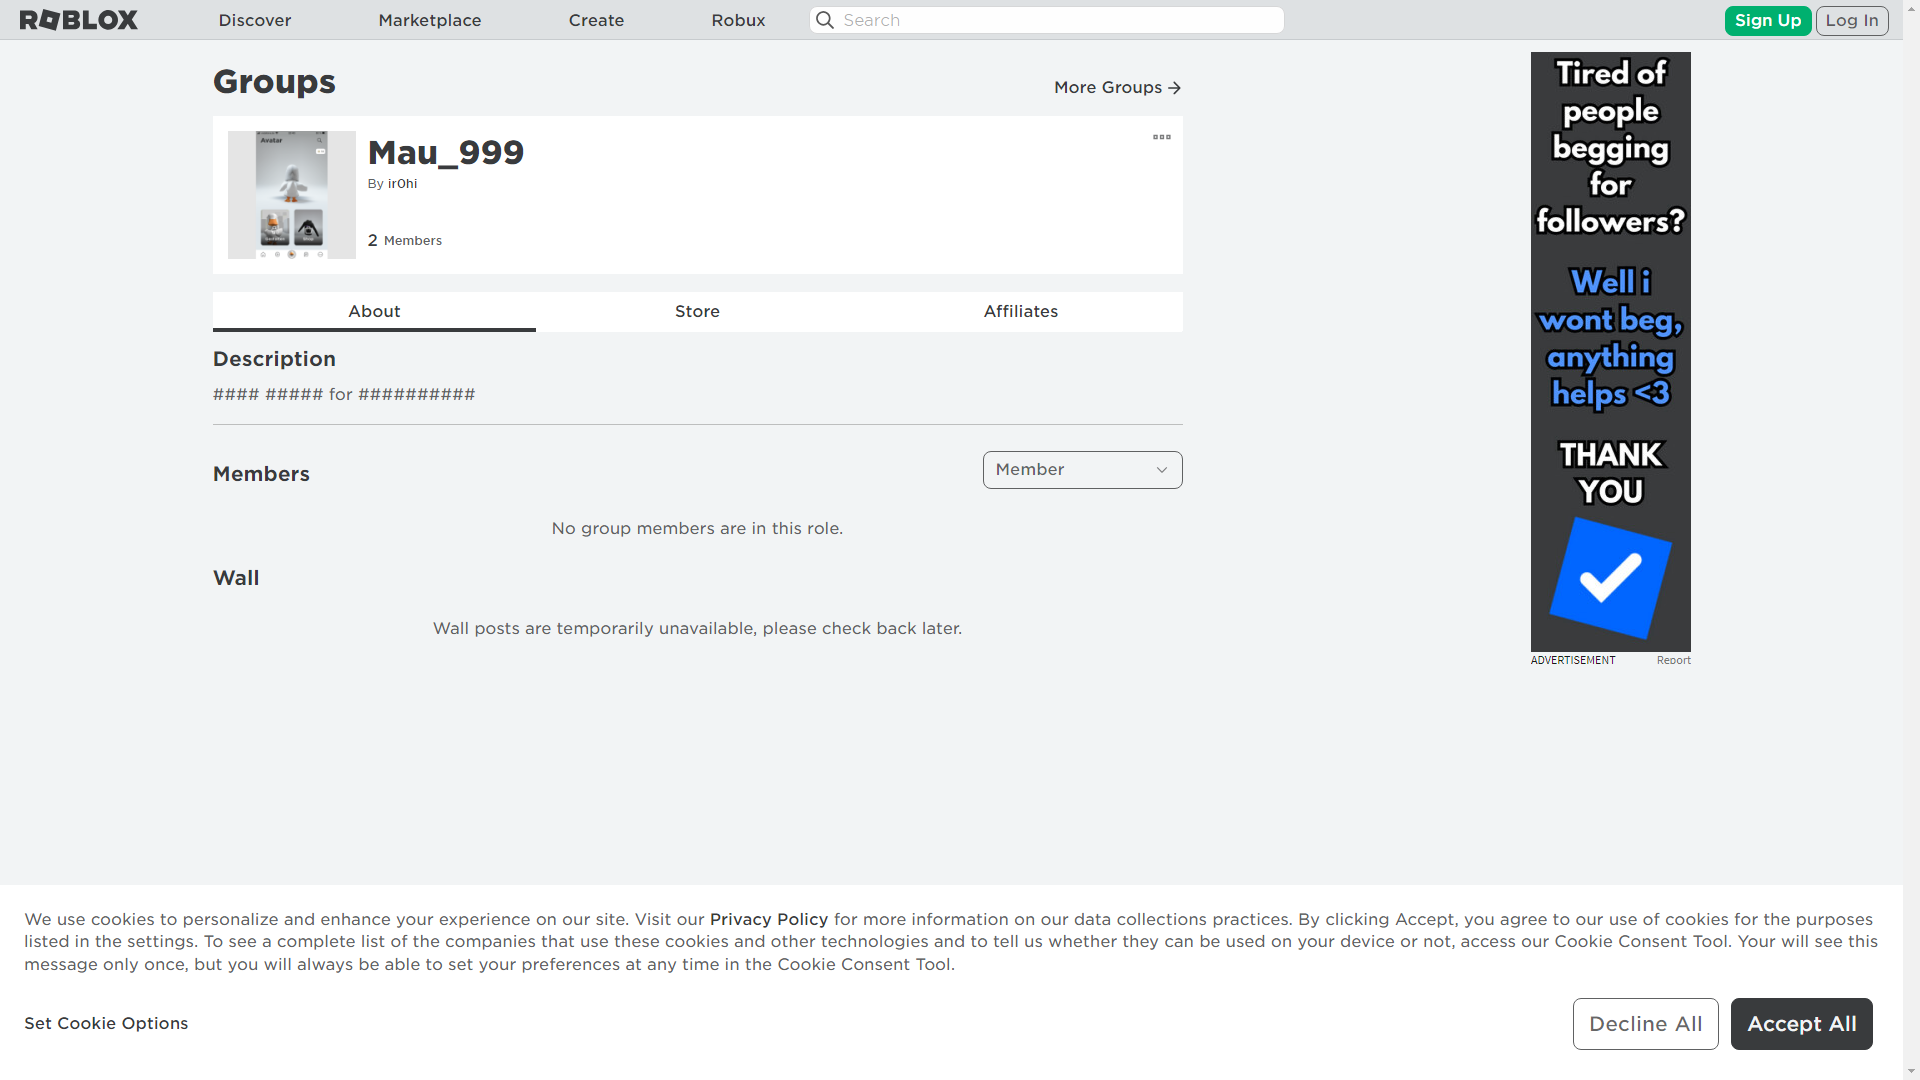 ROBLOX
Discover
Marketplace
Create
Robux
Search
Sign Up
Log In
Groups
More Groups
Avatar
Mau_999
By ir0hi
2 Members
About
Store
Affiliates
Description
#### ##### for ##########
Members
Member
No group members are in this role.
Wall
Wall posts are temporarily unavailable, please check back later.
Tired of
people
begging
for
followers?
Well i
wont beg,
anything
helps <3
THANK
YOU
ADVERTISEMENT
Report
We use cookies to personalize and enhance your experience on our site. Visit our Privacy Policy for more information on our data collections practices. By clicking Accept, you agree to our use of cookies for the purposes
listed in the settings. To see a complete list of the companies that use these cookies and other technologies and to tell us whether they can be used on your device or not, access our Cookie Consent Tool. Your will see this
message only once, but you will always be able to set your preferences at any time in the Cookie Consent Tool.
Set Cookie Options
Decline All
Accept All